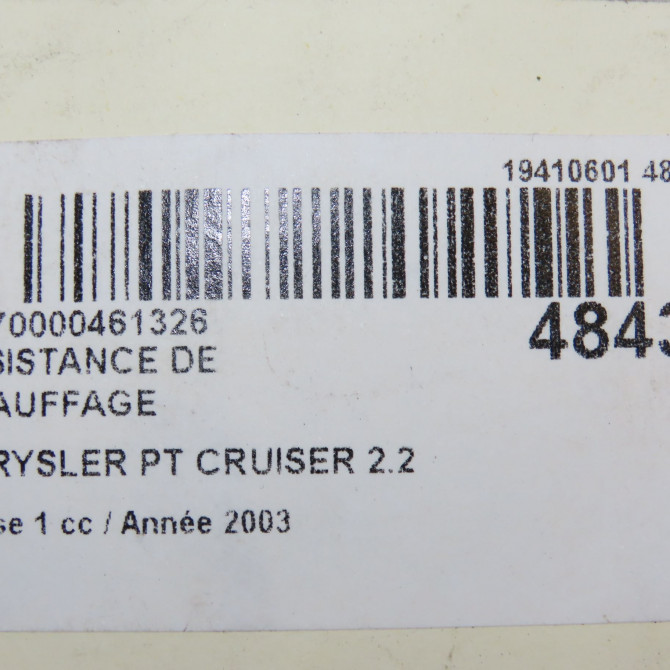 19410601 48
70000461326
4843
SISTANCE DE
AUFFAGE
RYSLER PT CRUISER 2.2
se 1 cc / Année 2003